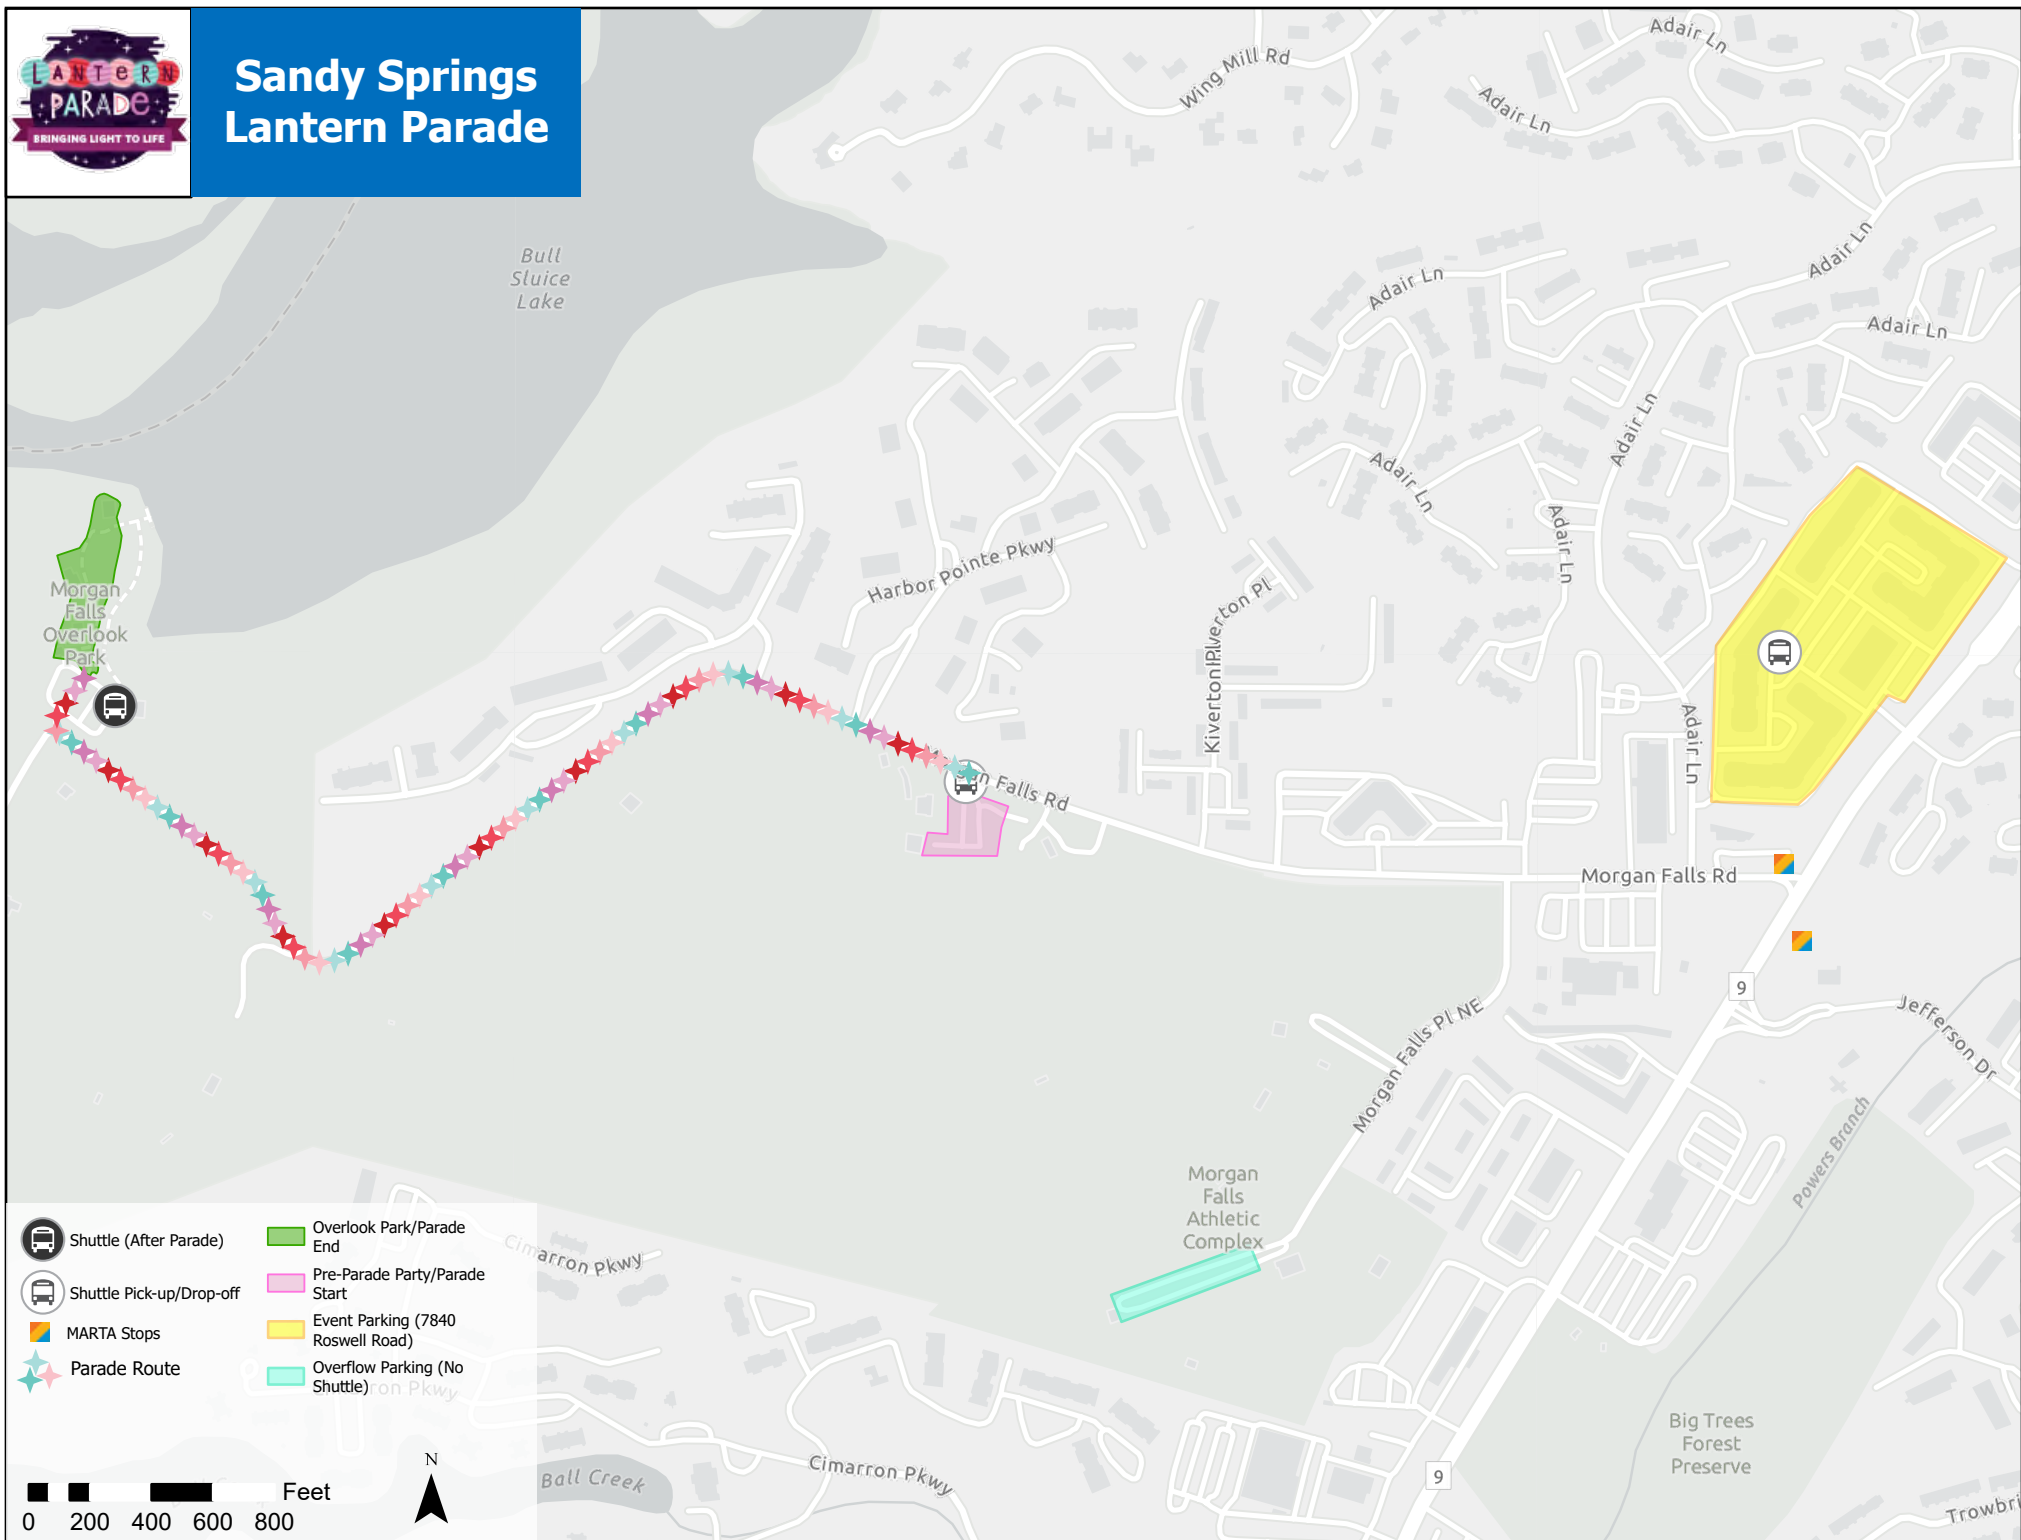 LANTERN
PARADE
BRINGING LIGHT TO LIFE
Sandy Springs
Lantern Parade
Wing Mill Rd
Adair Ln
Adair Ln
Adair Ln
Bull
Sluice
Lake
Adair Ln
Adair Ln
Adair Ln
Adair Ln
Adair Ln
Adair Ln
Harbor Pointe Pkwy
Kiverton Pl
Morgan
Falls
Overlook
Park
Falls Rd
Morgan Falls Rd
9
Jefferson Dr
Morgan Falls Pl NE
Powers Branch
Morgan
Falls
Athletic
Complex
Cimarron Pkwy
Shuttle (After Parade)
Shuttle Pick-up/Drop-off
MARTA Stops
Parade Route
Overlook Park/Parade
End
Pre-Parade Party/Parade
Start
Event Parking (7840
Roswell Road)
Overflow Parking (No
Shuttle)
Pkwy
Big Trees
Forest
Preserve
Cimarron Pkwy
Ball Creek
9
N
Feet
0 200 400 600 800